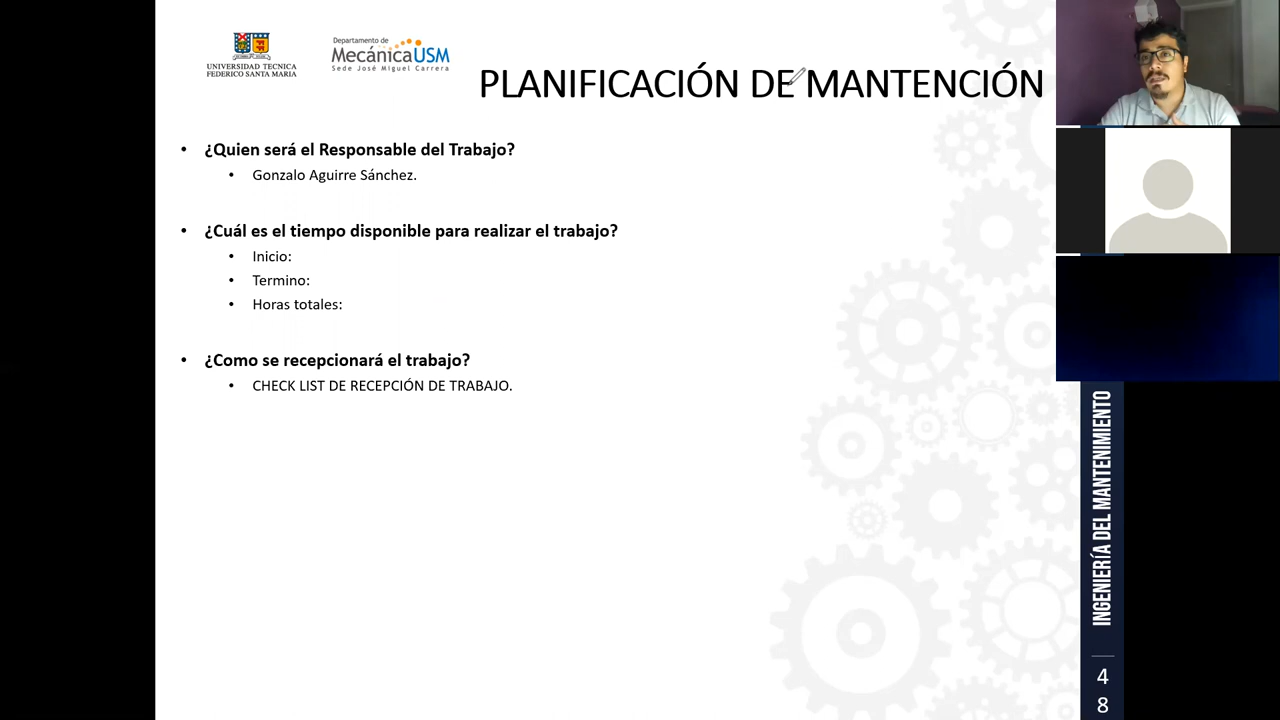 UNIVERSIDAD TECNICA
FEDERICO SANTA MARIA
Departamento de
MecánicaUSM
Sede José Miguel Carrera
PLANIFICACIÓN DE MANTENCIÓN
• ¿Quien será el Responsable del Trabajo?
• Gonzalo Aguirre Sánchez.
• ¿Cuál es el tiempo disponible para realizar el trabajo?
• Inicio:
• Termino:
• Horas totales:
• ¿Como se recepcionará el trabajo?
• CHECK LIST DE RECEPCIÓN DE TRABAJO.
INGENIERÍA DEL MANTENIMIENTO
4
8